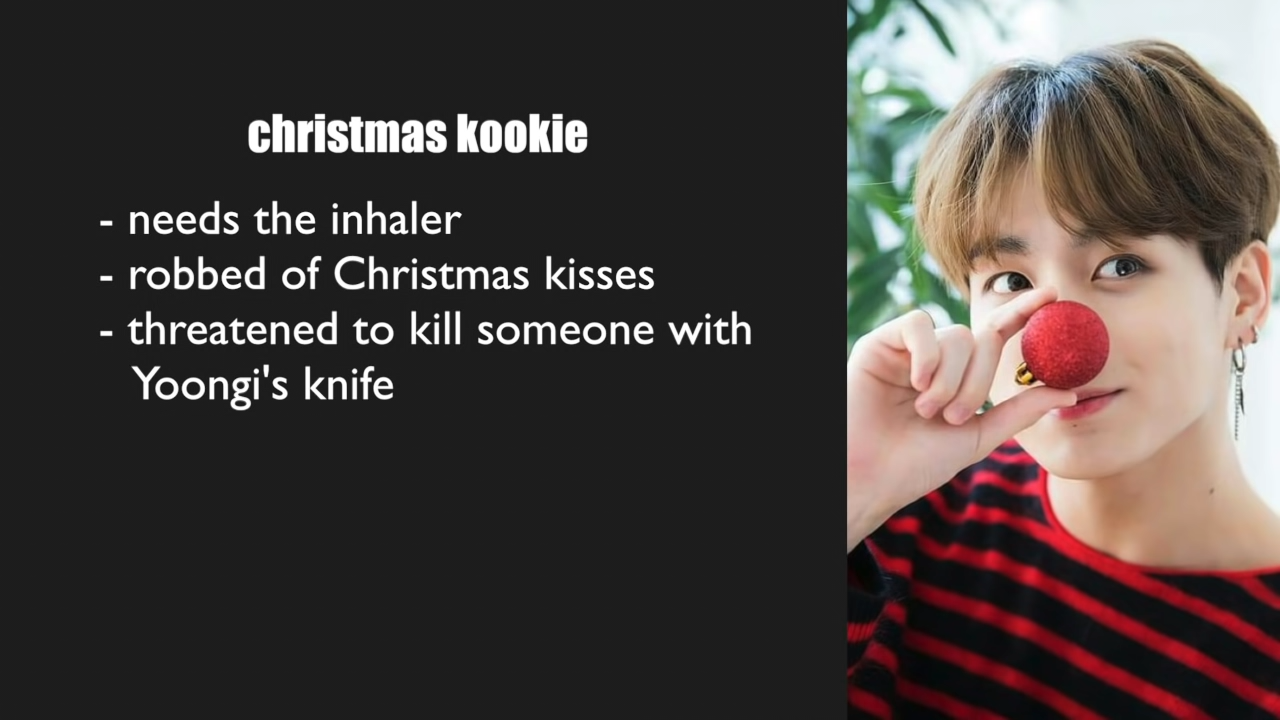 christmas kookie
- needs the inhaler
- robbed of Christmas kisses
- threatened to kill someone with
Yoongi's knife